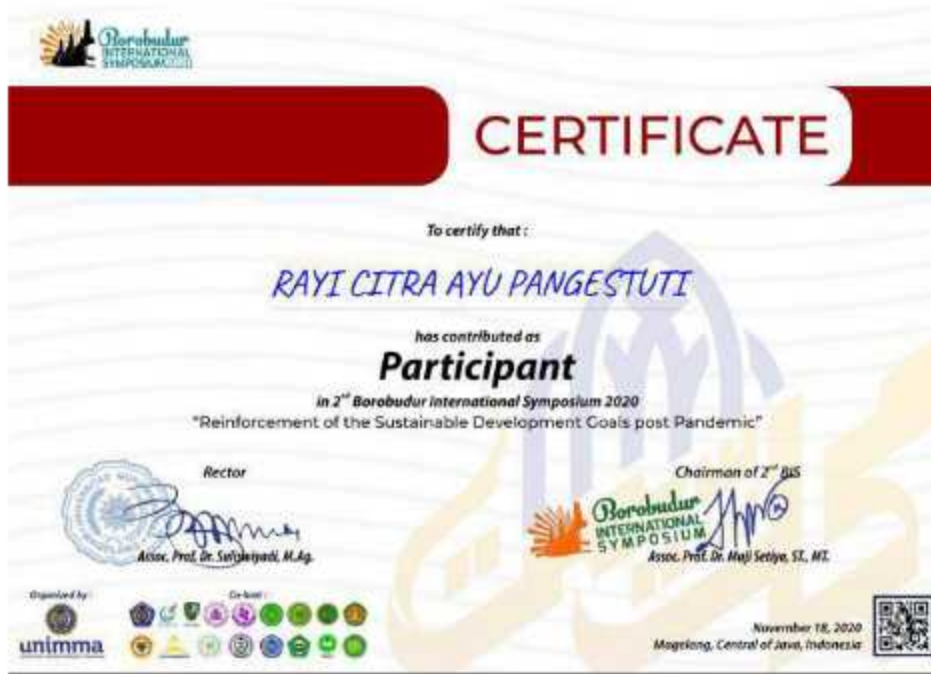 Borobudur
INTERNATIONAL
SYMPOSIUM 2020
CERTIFICATE
To certify that :
RAYI CITRA AYU PANGESTUTI
has contributed as
Participant
in 2nd Borobudur International Symposium 2020
"Reinforcement of the Sustainable Development Goals post Pandemic"
Rector
Chairman of 2nd BIS
Borobudur
INTERNATIONAL
SYMPOSIUM
Assoc. Prof. Dr. M.Ag.
Assoc. Prof. Dr. Muji Setiyo, ST., MT.
Organized by :
Co-host :
unimma
November 18, 2020
Magelang, Central of Java, Indonesia